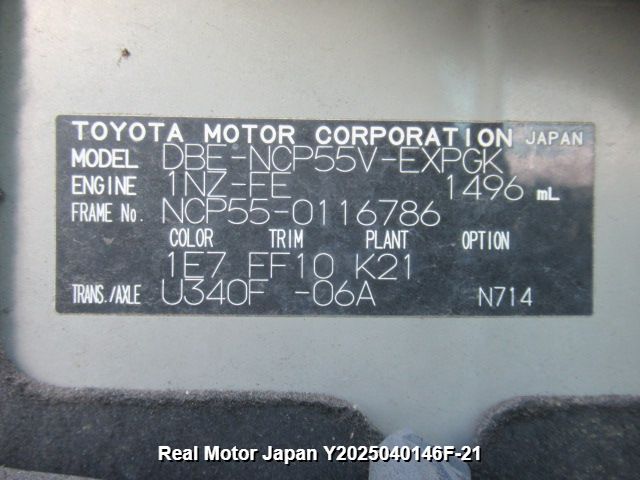 TOYOTA MOTOR CORPORATION JAPAN
MODEL DBE-NCP55V-EXPGK
ENGINE 1NZ-FE 1496 mL
FRAME No. NCP55-0116786
COLOR TRIM PLANT OPTION
1E7 FF10 K21
TRANS./AXLE U340F -06A N714
Real Motor Japan Y2025040146F-21